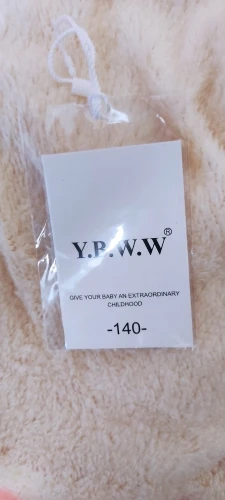 Y.B.W.W®
GIVE YOUR BABY AN EXTRAORDINARY
CHILDHOOD
-140-